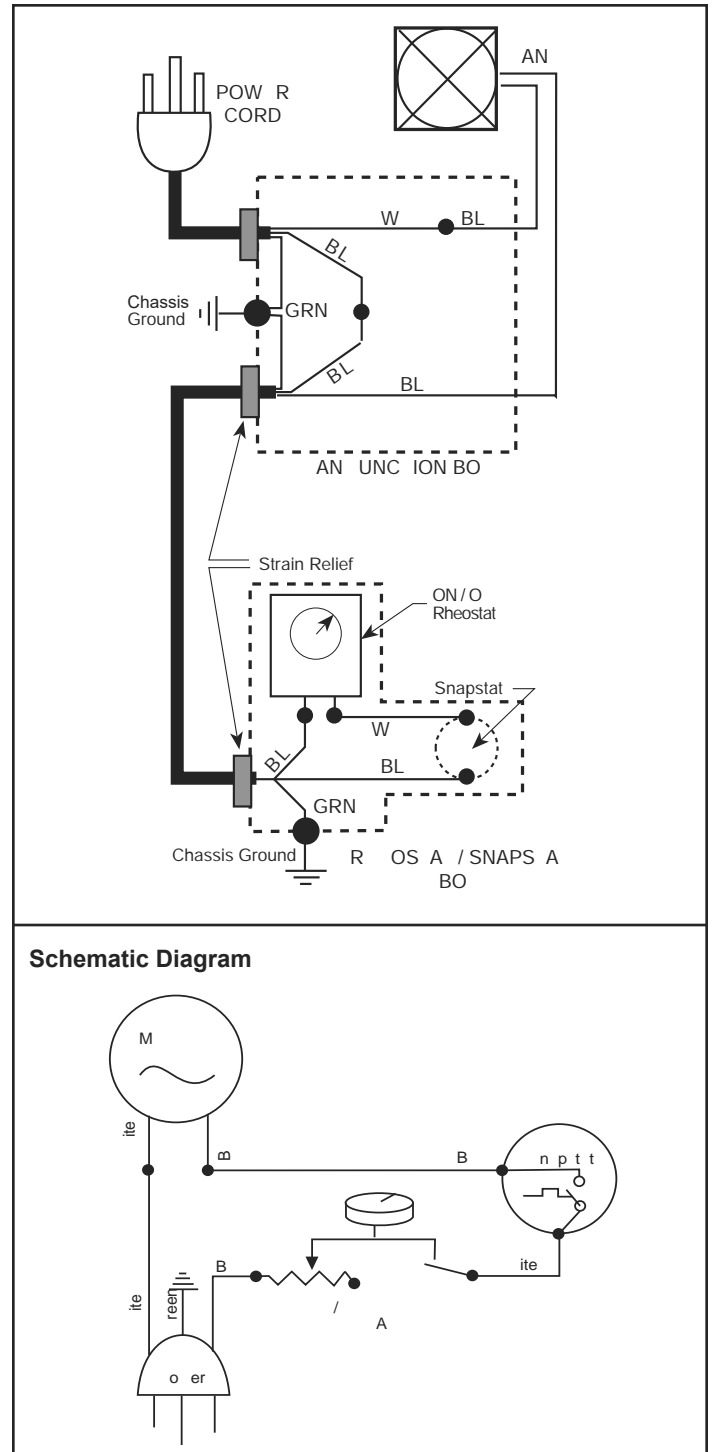 POW R
CORD
AN
W BL
BL
Chassis
Ground
GRN
BL
BL
AN UNC ION BO
Strain Relief
ON / O
Rheostat
Snapstat
W
BL
BL
GRN
Chassis Ground
R OS A / SNAPS A
BO
Schematic Diagram
M
ite
B
B
n p t t
B
ite
ite
reen
/
A
o er